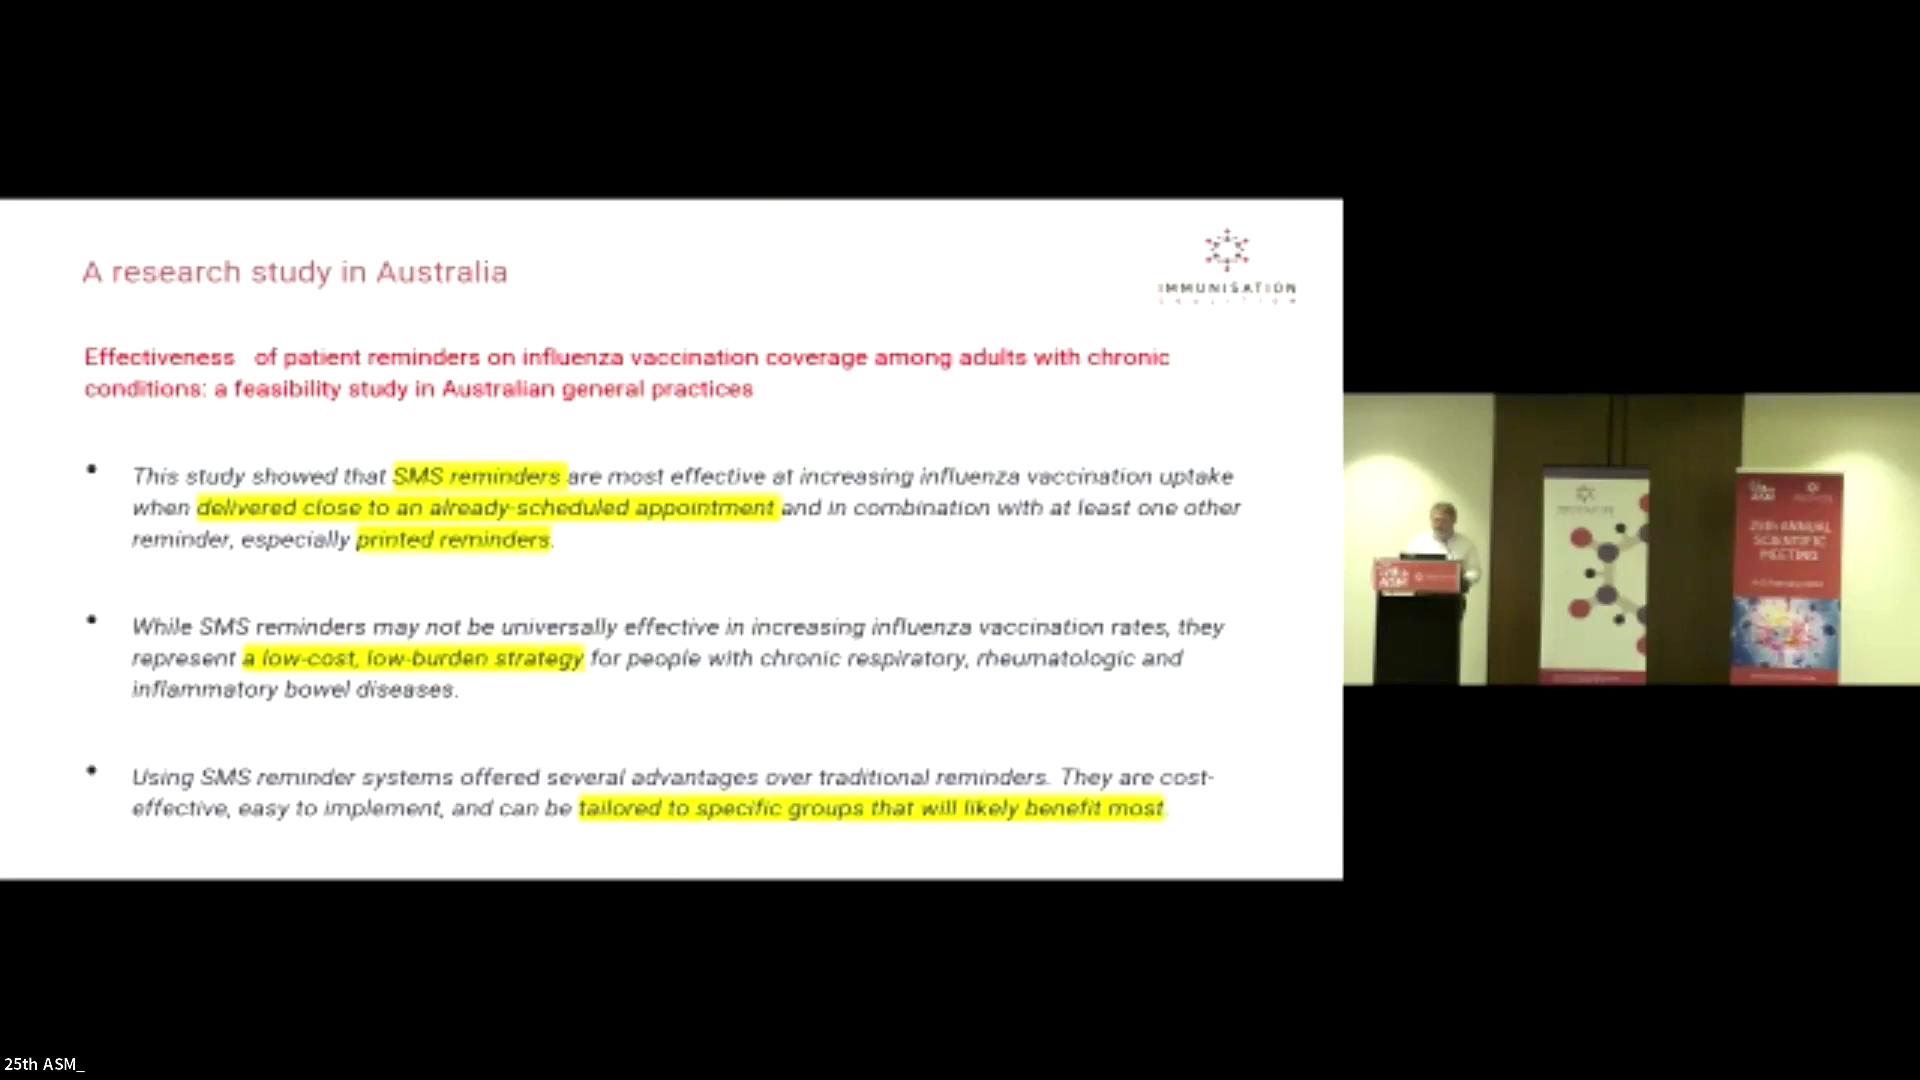 A research study in Australia
IMMUNISATION
Effectiveness of patient reminders on influenza vaccination coverage among adults with chronic
conditions: a feasibility study in Australian general practices
• This study showed that SMS reminders are most effective at increasing influenza vaccination uptake
when delivered close to an already-scheduled appointment and in combination with at least one other
reminder, especially printed reminders.
• While SMS reminders may not be universally effective in increasing influenza vaccination rates, they
represent a low-cost, low-burden strategy for people with chronic respiratory, rheumatologic and
inflammatory bowel diseases.
• Using SMS reminder systems offered several advantages over traditional reminders. They are cost-
effective, easy to implement, and can be tailored to specific groups that will likely benefit most.
ASM
25th ANNUAL
SCIENTIFIC
MEETING
25th ASM_